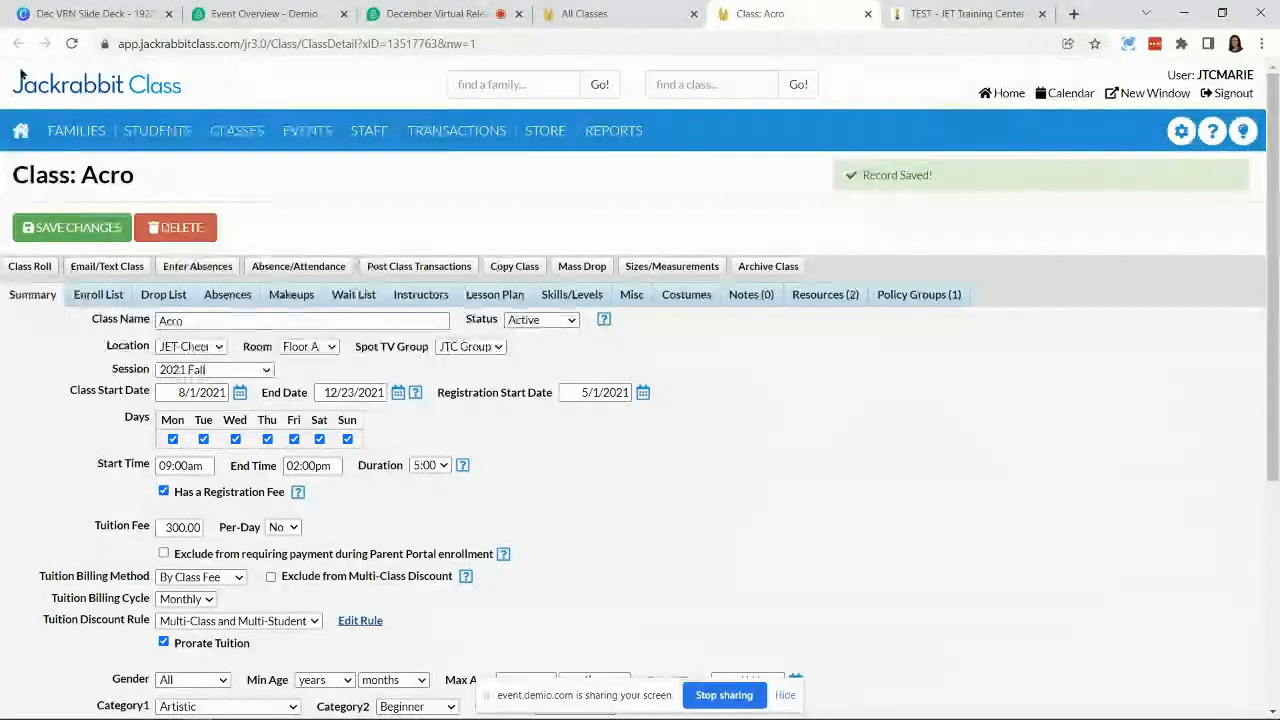 Dec VRN Slide Deck - 1920
Event Overview - Demio
December Virtual Rele
All Classes
Class: Acro
TEST - JET Training Center -
app.jackrabbitclass.com/jr3.0/Class/ClassDetail?xID=13517763&nw=1
Jackrabbit Class
find a family...
Go!
find a class...
Go!
User: JTCMARIE
Home
Calendar
New Window
Signout
FAMILIES
STUDENTS
CLASSES
EVENTS
STAFF
TRANSACTIONS
STORE
REPORTS
Class: Acro
Record Saved!
SAVE CHANGES
DELETE
Class Roll
Email/Text Class
Enter Absences
Absence/Attendance
Post Class Transactions
Copy Class
Mass Drop
Sizes/Measurements
Archive Class
Summary
Enroll List
Drop List
Absences
Makeups
Wait List
Instructors
Lesson Plan
Skills/Levels
Misc
Costumes
Notes (0)
Resources (2)
Policy Groups (1)
Class Name Acro Status Active
Location JET-Cheer Room Floor A Spot TV Group JTC Group
Session 2021 Fall
Class Start Date 8/1/2021 End Date 12/23/2021 Registration Start Date 5/1/2021
Days Mon Tue Wed Thu Fri Sat Sun
Start Time 09:00am End Time 02:00pm Duration 5:00
Has a Registration Fee
Tuition Fee 300.00 Per-Day No
Exclude from requiring payment during Parent Portal enrollment
Tuition Billing Method By Class Fee Exclude from Multi-Class Discount
Tuition Billing Cycle Monthly
Tuition Discount Rule Multi-Class and Multi-Student Edit Rule
Prorate Tuition
Gender All Min Age years months Max A
Category1 Artistic Category2 Beginner
event.demio.com is sharing your screen.
Stop sharing
Hide